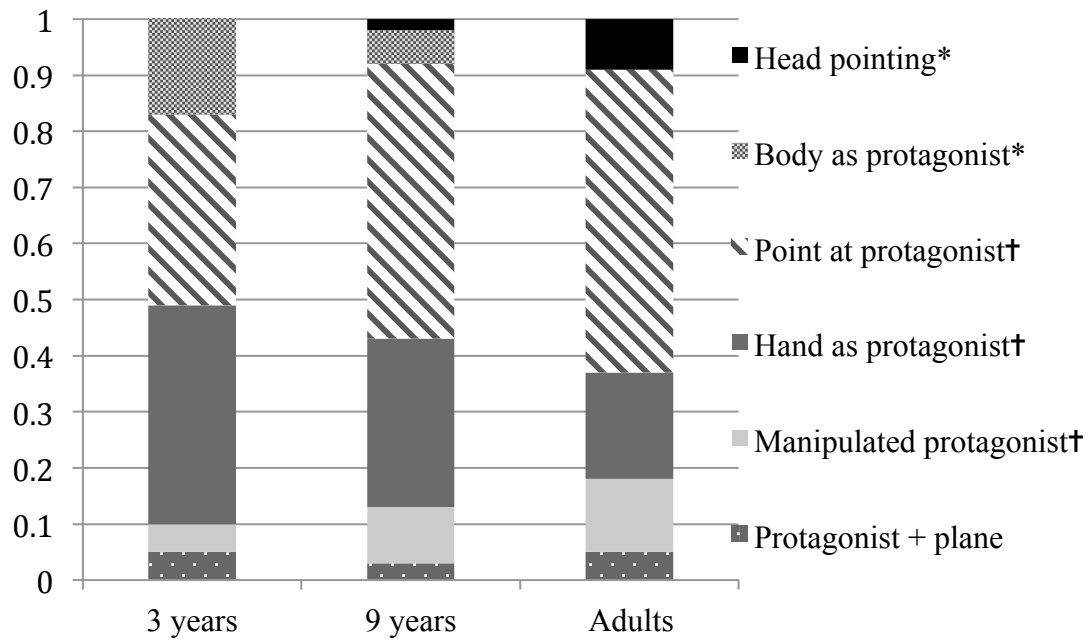 1
0.9
0.8
0.7
0.6
0.5
0.4
0.3
0.2
0.1
0
3 years
9 years
Adults
Head pointing*
Body as protagonist*
Point at protagonist†
Hand as protagonist†
Manipulated protagonist†
Protagonist + plane